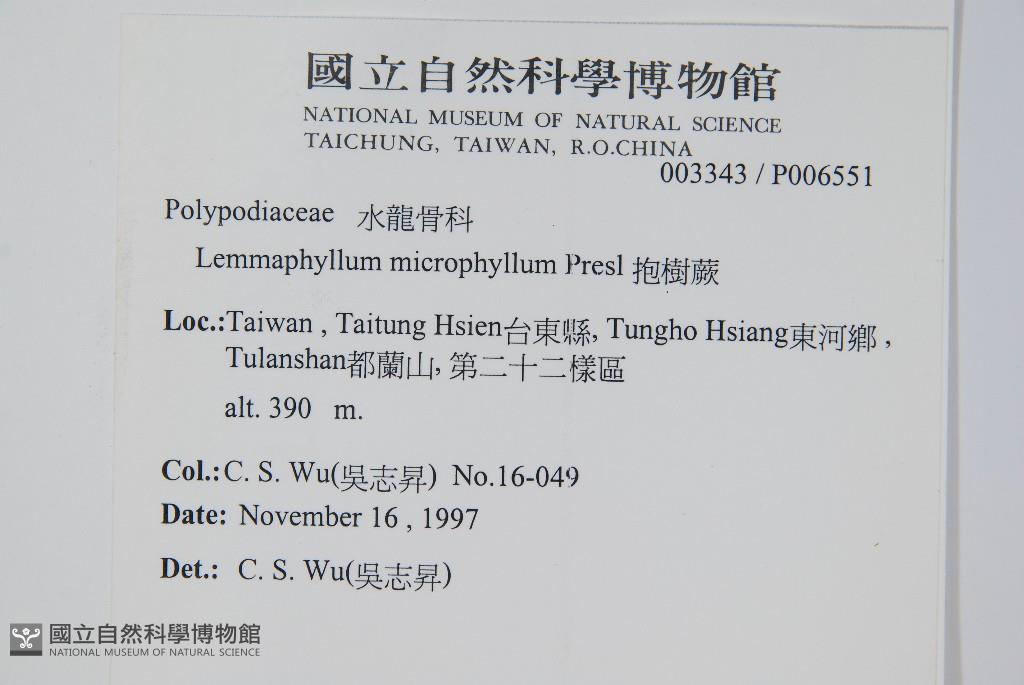 國立自然科學博物館
NATIONAL MUSEUM OF NATURAL SCIENCE
TAICHUNG, TAIWAN, R.O.CHINA
003343 / P006551
Polypodiaceae 水龍骨科
Lemmaphyllum microphyllum Presl 抱樹蕨
Loc.:Taiwan , Taitung Hsien台東縣, Tungho Hsiang東河鄉 ,
Tulanshan都蘭山, 第二十二樣區
alt. 390 m.
Col.:C. S. Wu(吳志昇) No.16-049
Date: November 16 , 1997
Det.: C. S. Wu(吳志昇)
國立自然科學博物館
NATIONAL MUSEUM OF NATURAL SCIENCE